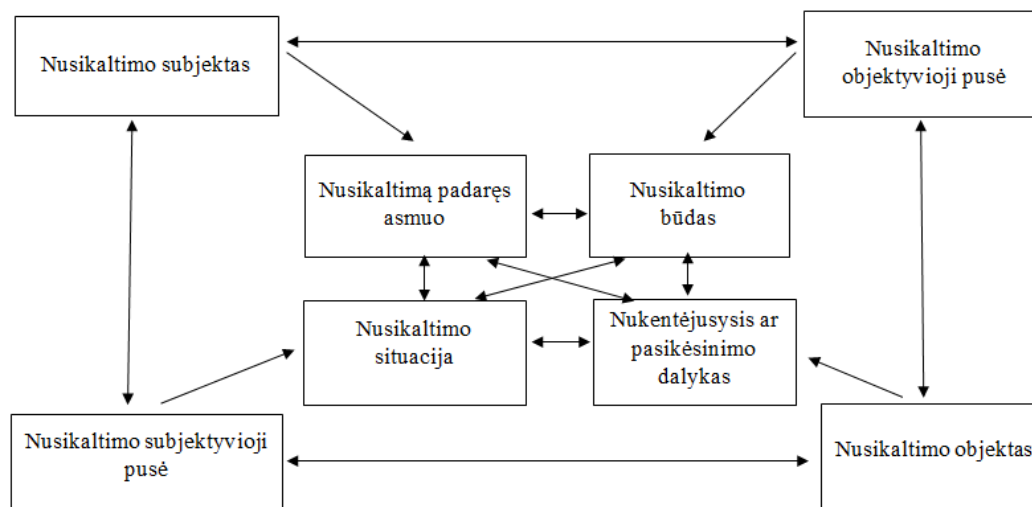 Nusikaltimo subjektas
Nusikaltimo
objektyvioji pusė
Nusikaltimą padaręs
asmuo
Nusikaltimo
būdas
Nusikaltimo
situacija
Nukentėjusysis ar
pasikėsinimo
dalykas
Nusikaltimo subjektyvioji
pusė
Nusikaltimo objektas